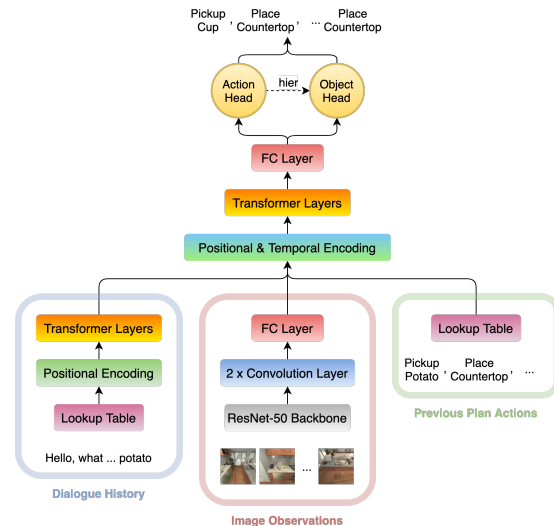 Pickup Cup , Place Countertop , ... Place Countertop
Action Head
hier
Object Head
FC Layer
Transformer Layers
Positional & Temporal Encoding
Transformer Layers
Positional Encoding
Lookup Table
Hello, what ... potato
Dialogue History
FC Layer
2 x Convolution Layer
ResNet-50 Backbone
...
Image Observations
Lookup Table
Pickup Potato , Place Countertop , ...
Previous Plan Actions